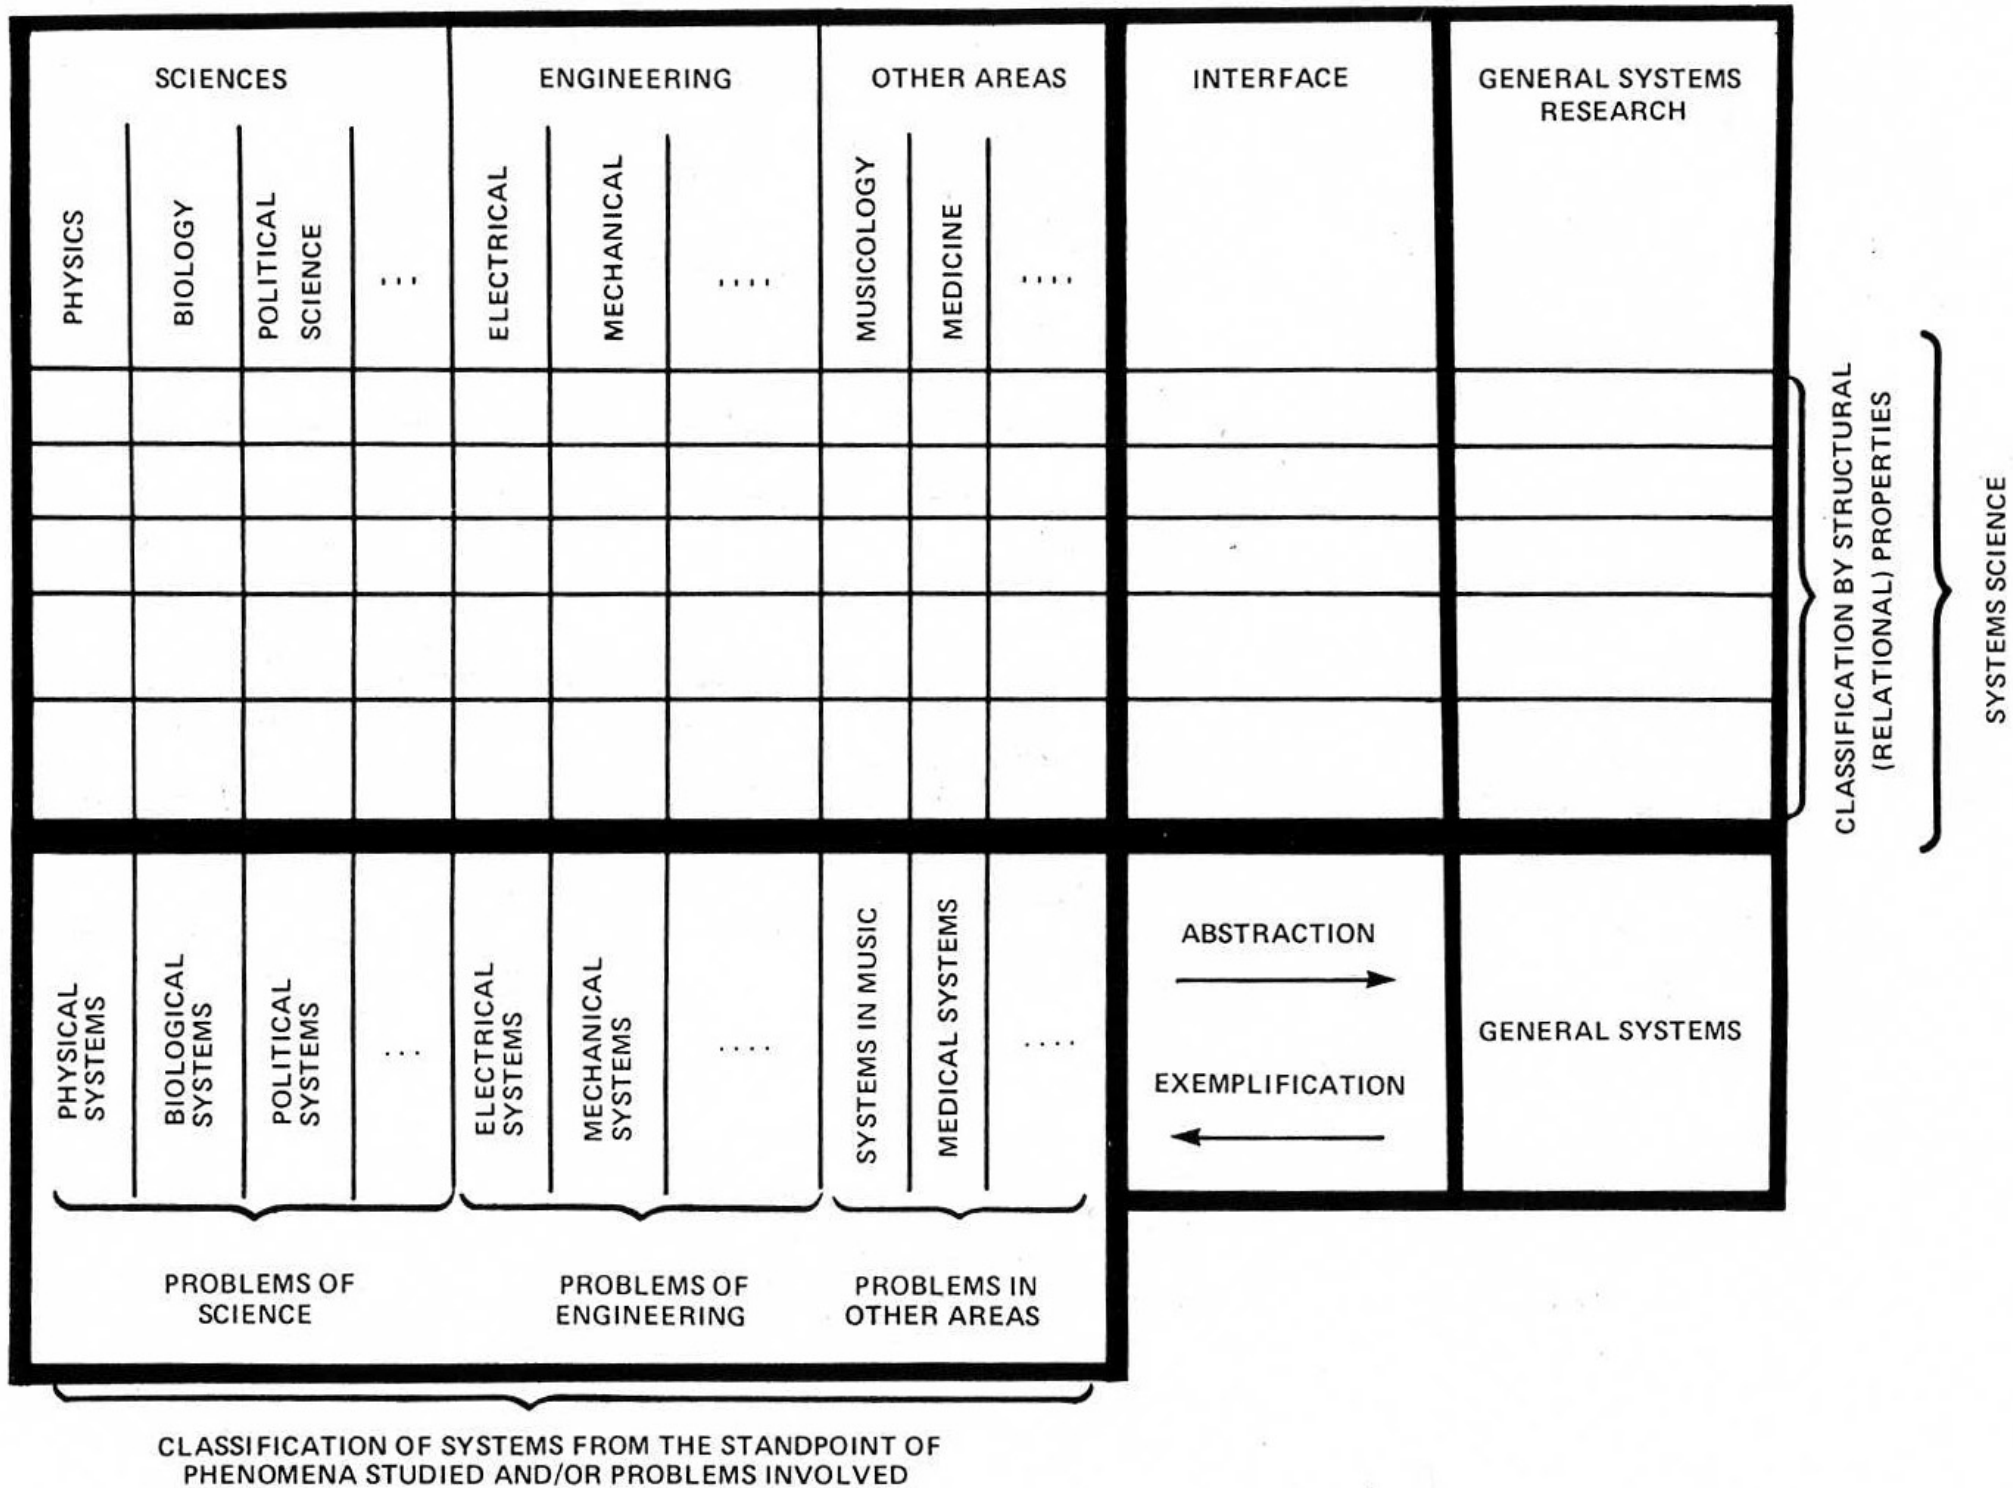 SCIENCES
ENGINEERING
OTHER AREAS
INTERFACE
GENERAL SYSTEMS
RESEARCH
PHYSICS
BIOLOGY
POLITICAL
SCIENCE
...
ELECTRICAL
MECHANICAL
....
MUSICOLOGY
MEDICINE
....
CLASSIFICATION BY STRUCTURAL
(RELATIONAL) PROPERTIES
SYSTEMS SCIENCE
PHYSICAL
SYSTEMS
BIOLOGICAL
SYSTEMS
POLITICAL
SYSTEMS
...
ELECTRICAL
SYSTEMS
MECHANICAL
SYSTEMS
....
SYSTEMS IN MUSIC
MEDICAL SYSTEMS
....
ABSTRACTION
EXEMPLIFICATION
GENERAL SYSTEMS
PROBLEMS OF
SCIENCE
PROBLEMS OF
ENGINEERING
PROBLEMS IN
OTHER AREAS
CLASSIFICATION OF SYSTEMS FROM THE STANDPOINT OF
PHENOMENA STUDIED AND/OR PROBLEMS INVOLVED